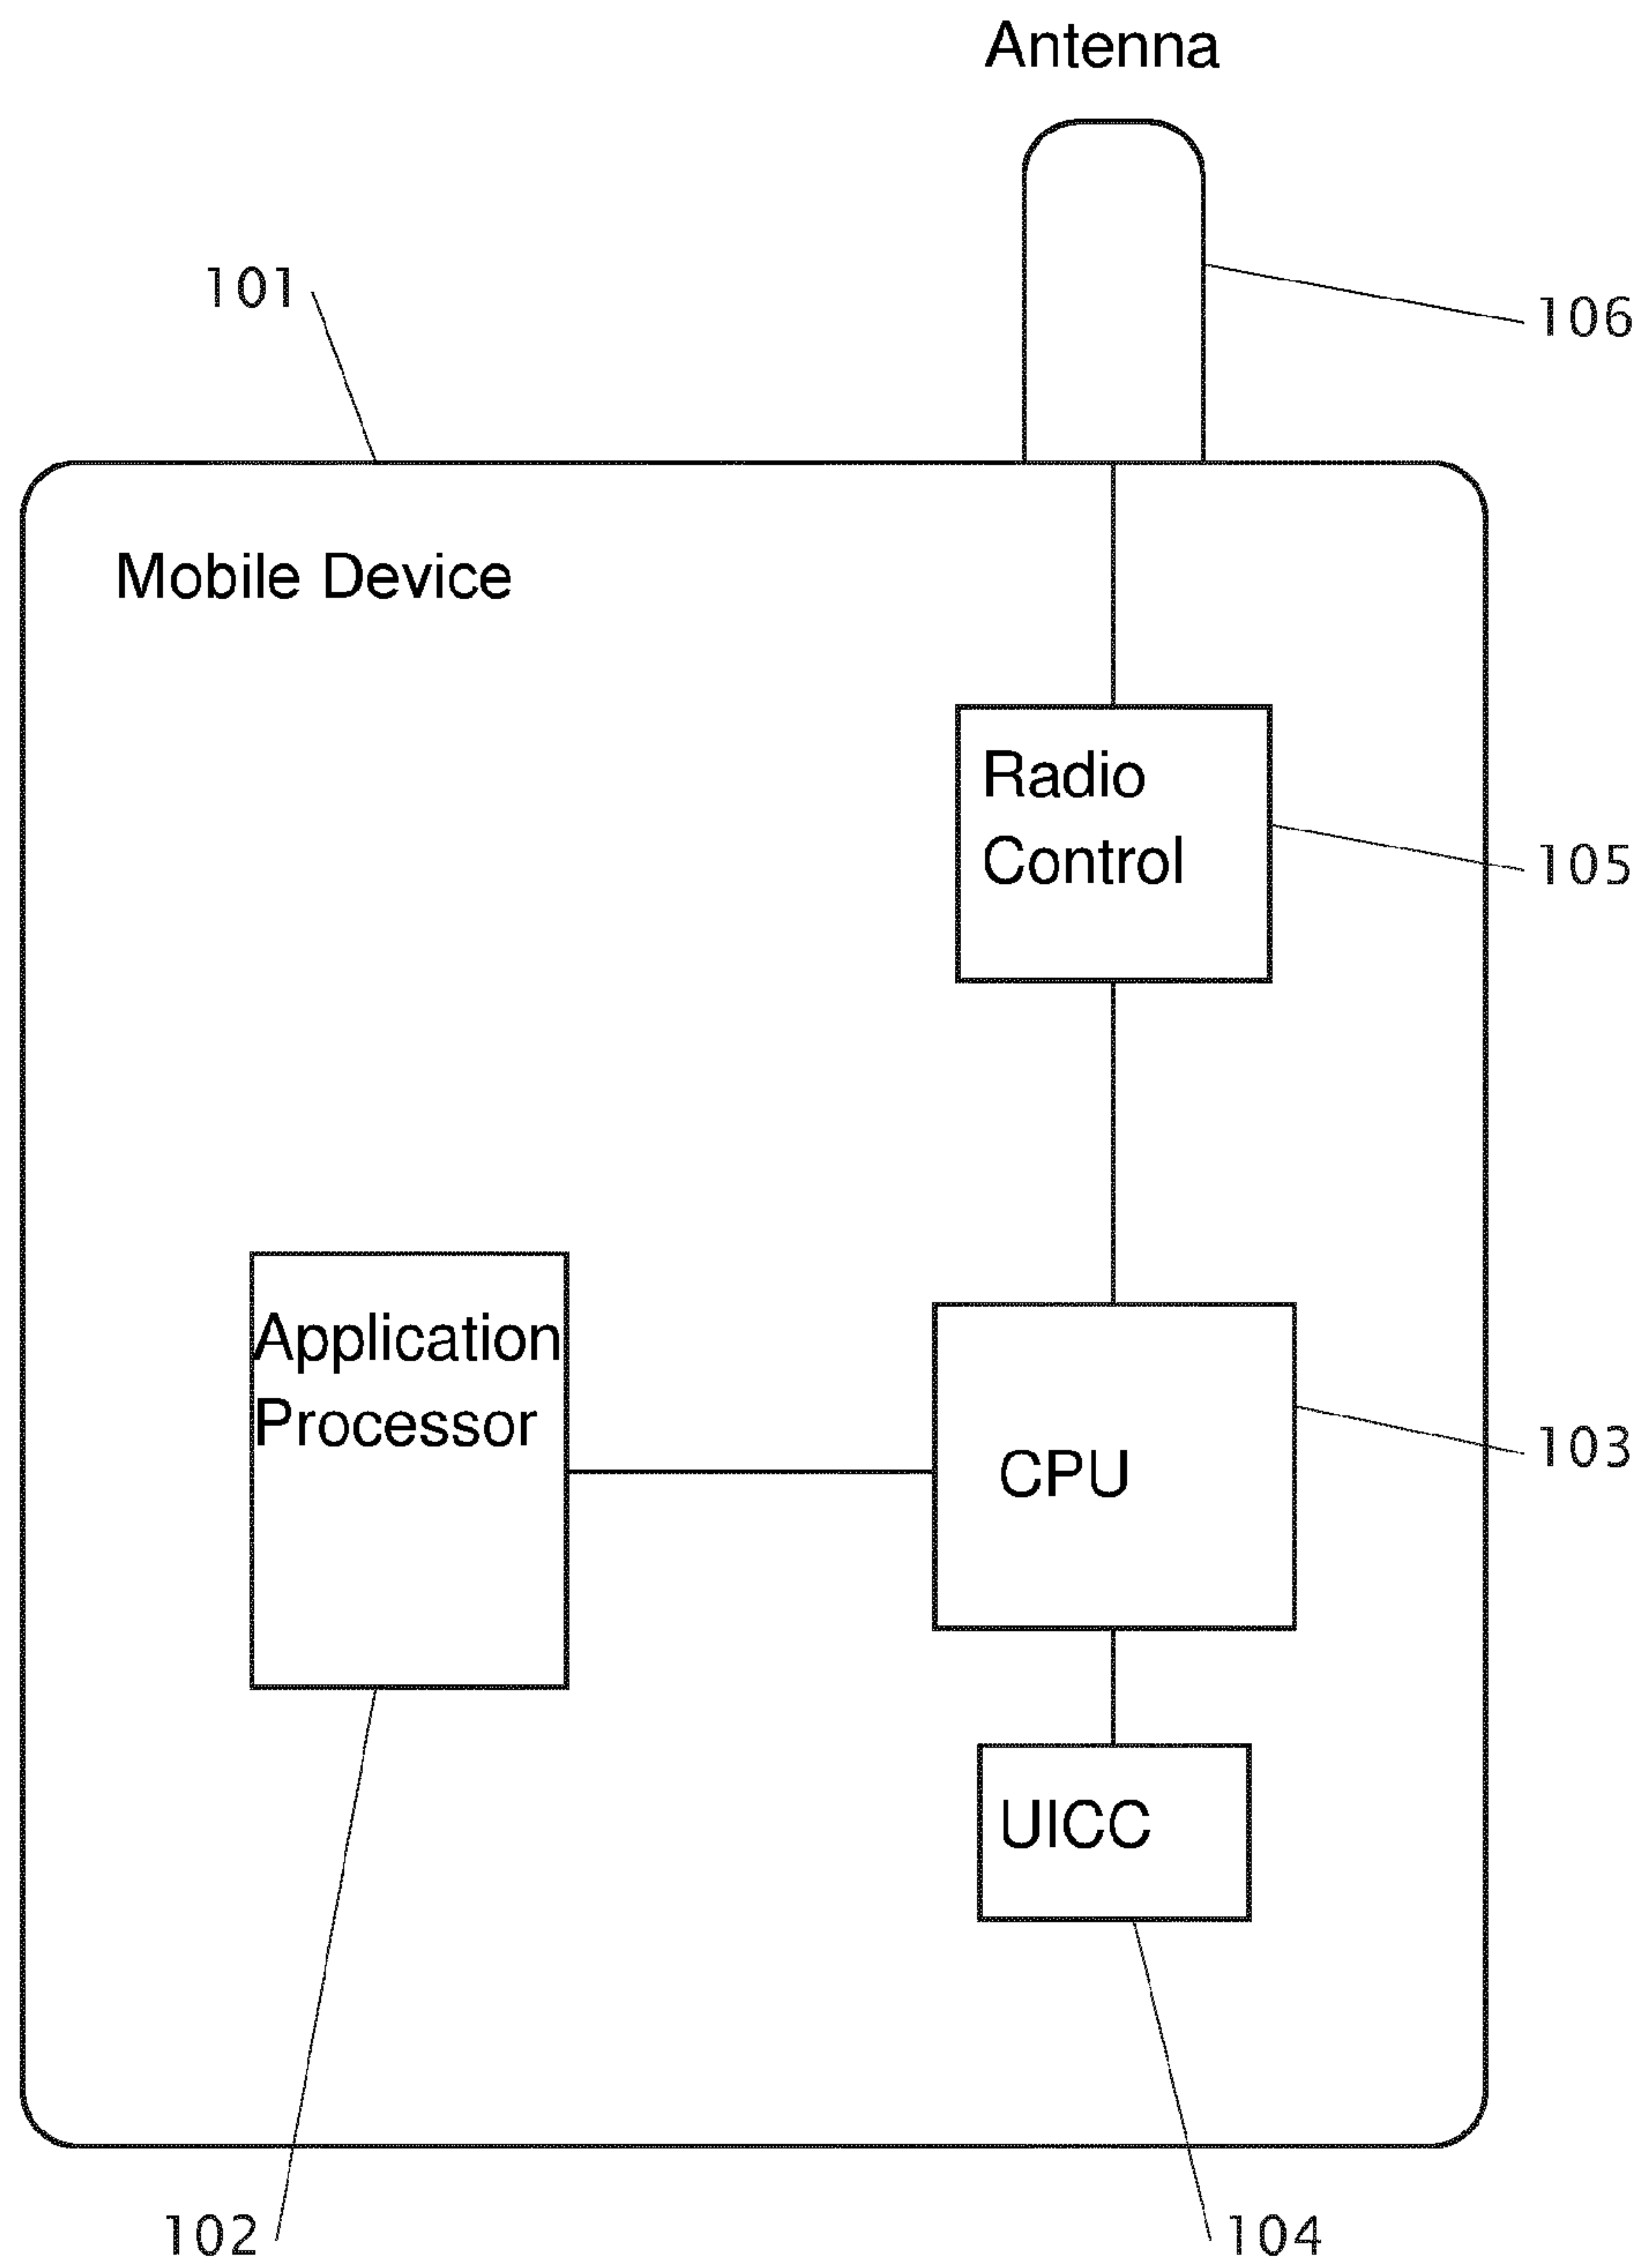 Antenna
101
106
Mobile Device
Radio
Control
105
Application
Processor
CPU
103
UICC
102
104